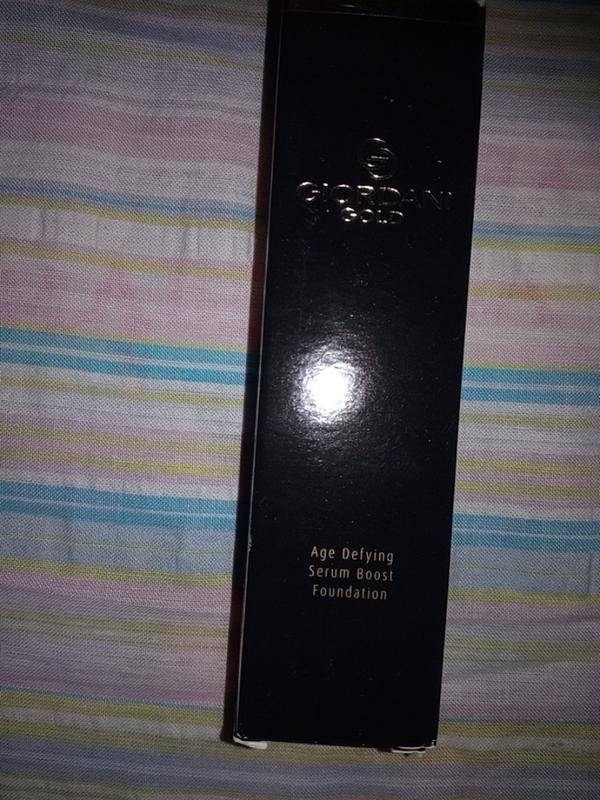 GIORDANI
GOLD
Age Defying
Serum Boost
Foundation